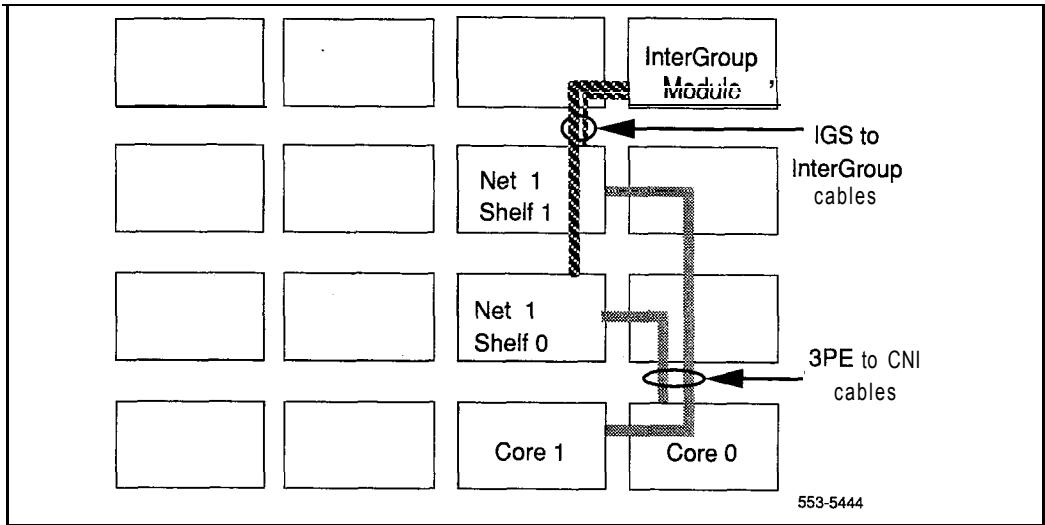 InterGroup
Module
IGS to
InterGroup
cables
Net 1
Shelf 1
Net 1
Shelf 0
3PE to CNI
cables
Core 1
Core 0
553-5444